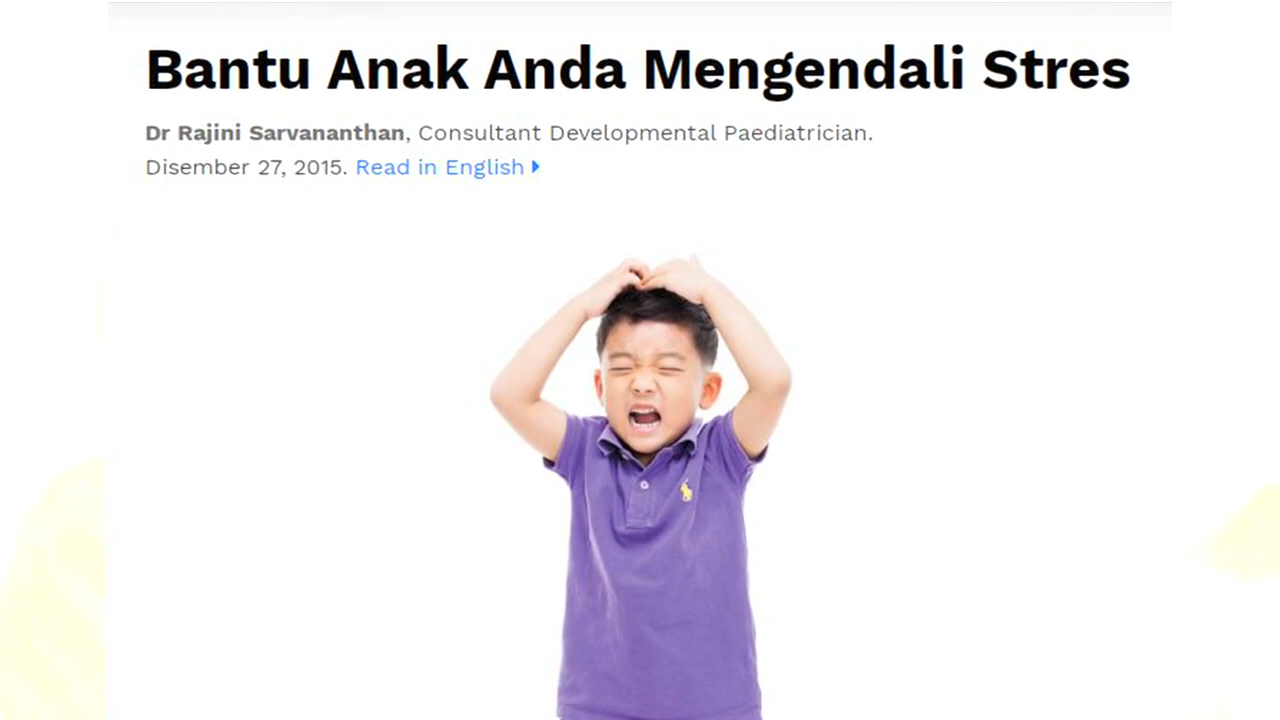 Bantu Anak Anda Mengendali Stres
Dr Rajini Sarvananthan, Consultant Developmental Paediatrician.
Disember 27, 2015. Read in English